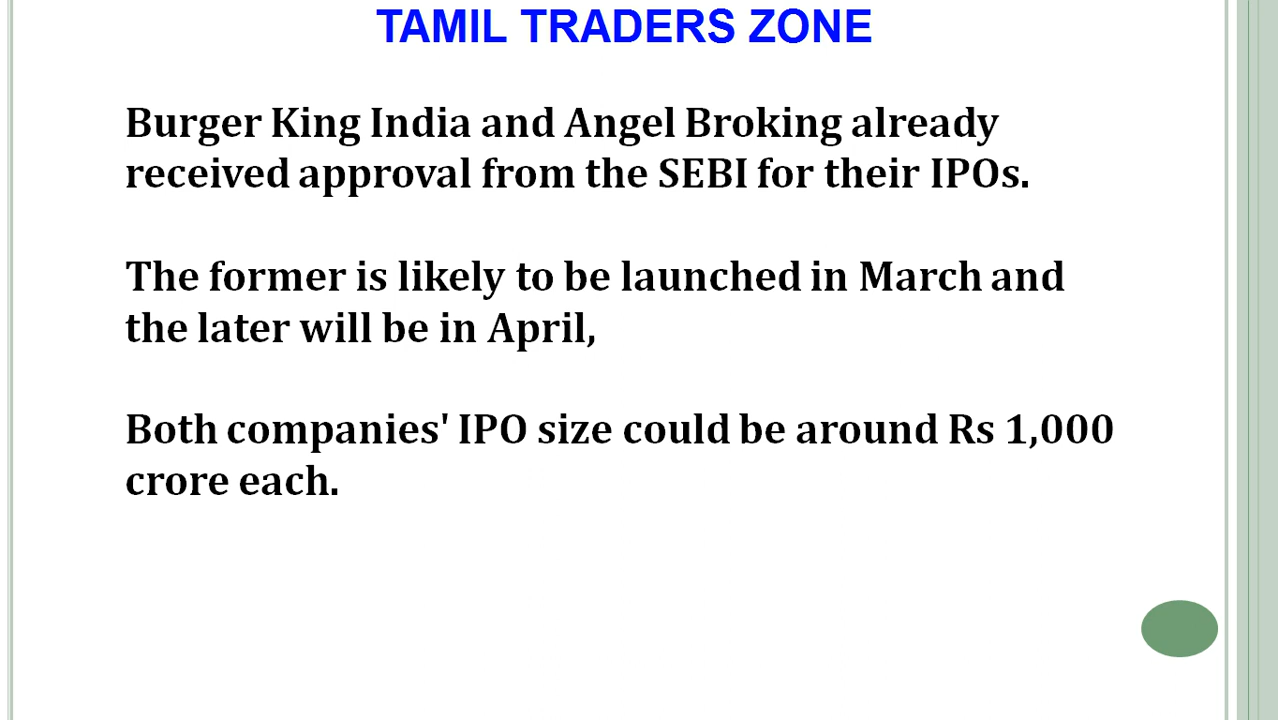 TAMIL TRADERS ZONE
Burger King India and Angel Broking already
received approval from the SEBI for their IPOs.
The former is likely to be launched in March and
the later will be in April,
Both companies' IPO size could be around Rs 1,000
crore each.